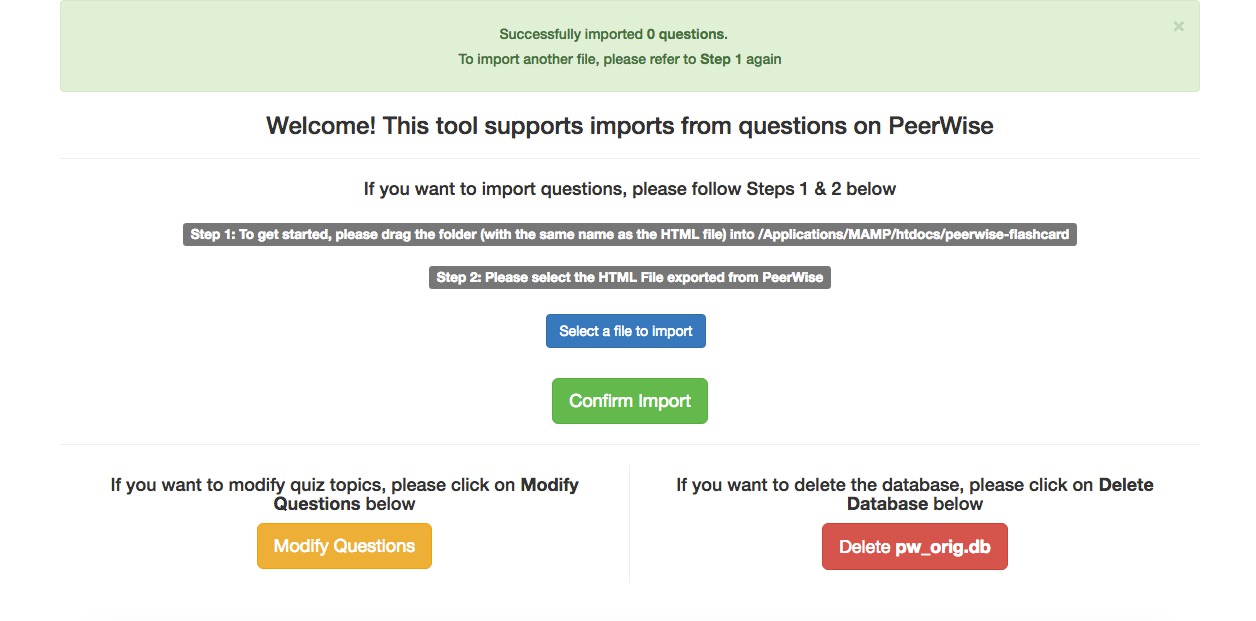 Successfully imported 0 questions.
×
To import another file, please refer to Step 1 again
Welcome! This tool supports imports from questions on PeerWise
If you want to import questions, please follow Steps 1 & 2 below
Step 1: To get started, please drag the folder (with the same name as the HTML file) into /Applications/MAMP/htdocs/peerwise-flashcard
Step 2: Please select the HTML File exported from PeerWise
Select a file to import
Confirm Import
If you want to modify quiz topics, please click on Modify
Questions below
Modify Questions
If you want to delete the database, please click on Delete
Database below
Delete pw_orig.db